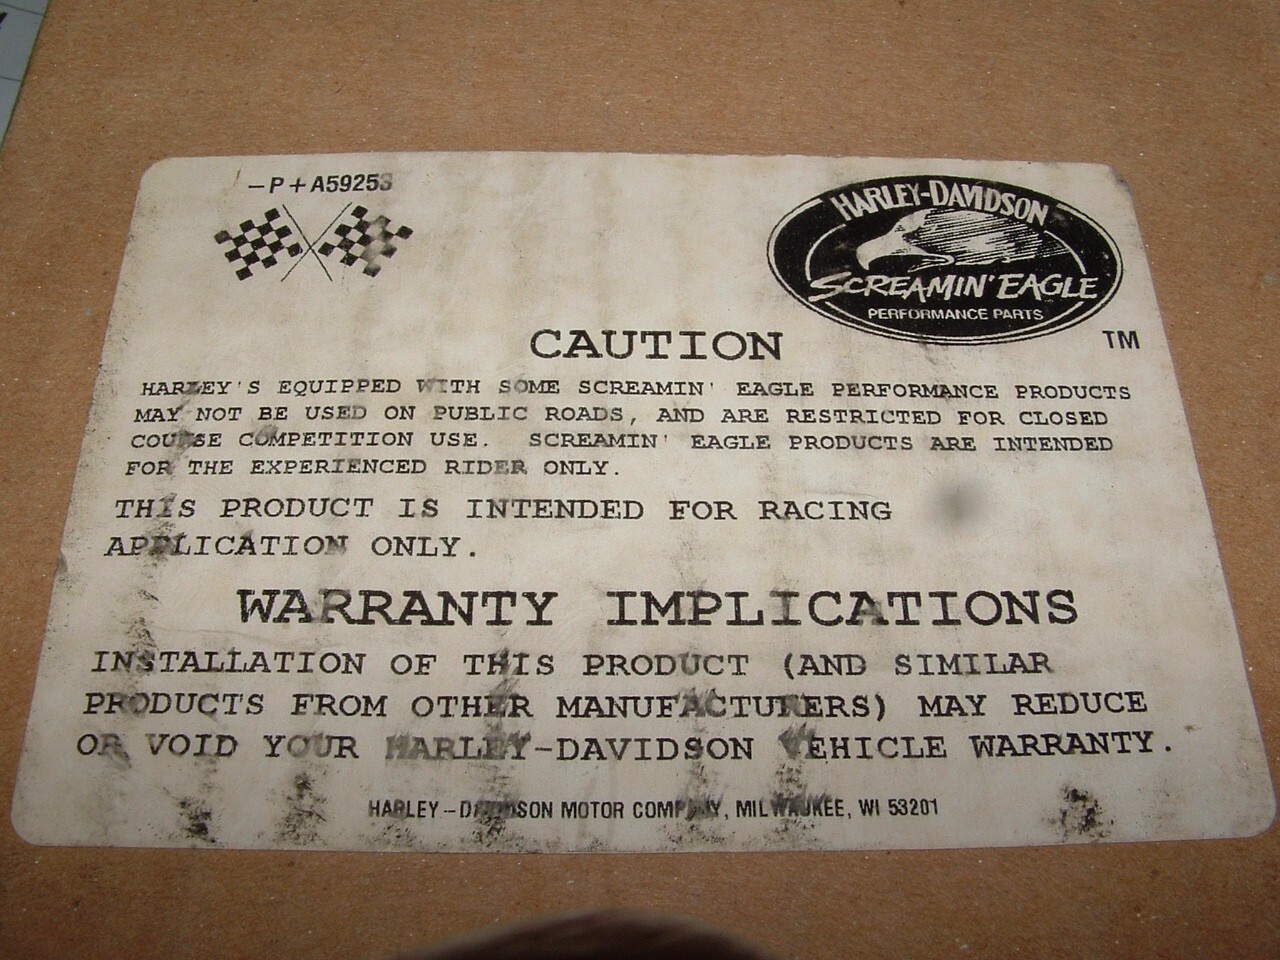 -P+A59253
HARLEY-DAVIDSON
SCREAMIN' EAGLE
PERFORMANCE PARTS
TM
CAUTION
HARLEY'S EQUIPPED WITH SOME SCREAMIN' EAGLE PERFORMANCE PRODUCTS
MAY NOT BE USED ON PUBLIC ROADS, AND ARE RESTRICTED FOR CLOSED
COURSE COMPETITION USE. SCREAMIN' EAGLE PRODUCTS ARE INTENDED
FOR THE EXPERIENCED RIDER ONLY.
THIS PRODUCT IS INTENDED FOR RACING
APPLICATION ONLY.
WARRANTY IMPLICATIONS
INSTALLATION OF THIS PRODUCT (AND SIMILAR
PRODUCTS FROM OTHER MANUFACTURERS) MAY REDUCE
OR VOID YOUR HARLEY-DAVIDSON VEHICLE WARRANTY.
HARLEY-DAVIDSON MOTOR COMPANY, MILWAUKEE, WI 53201